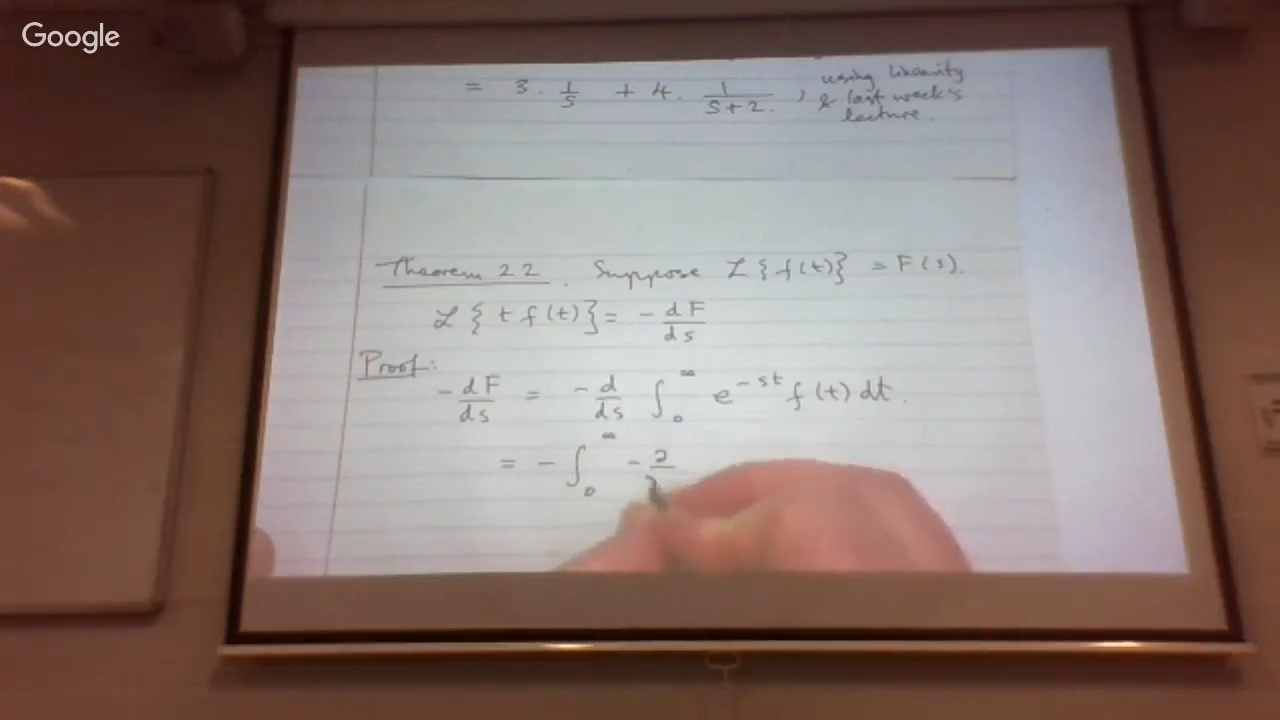 Google
= 3. 1/s + 4. 1/(s+2) , using linearity
& last week's
lecture.
Theorem 22. Suppose ℒ{f(t)} = F(s).
ℒ{t f(t)} = - dF/ds
Proof:
- dF/ds = - d/ds ∫₀^∞ e^{-st} f(t) dt.
= - ∫₀^∞ - ∂/∂